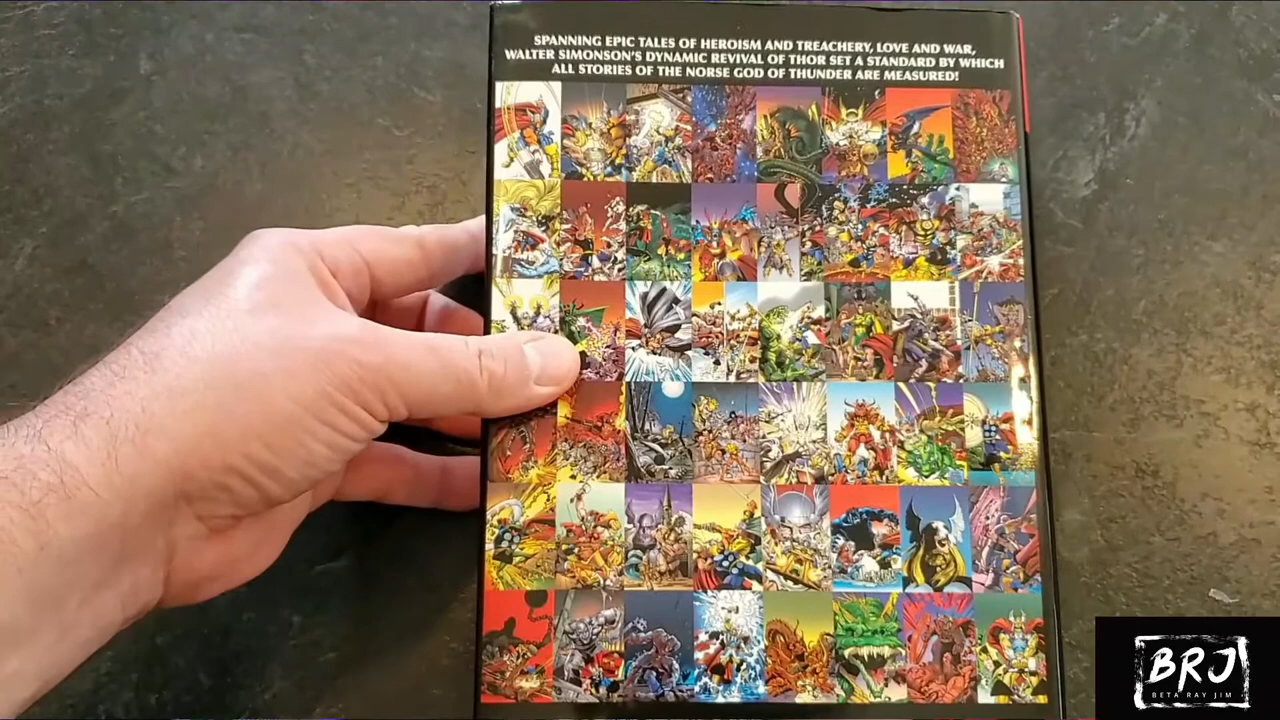 SPANNING EPIC TALES OF HEROISM AND TREACHERY, LOVE AND WAR,
WALTER SIMONSON'S DYNAMIC REVIVAL OF THOR SET A STANDARD BY WHICH
ALL STORIES OF THE NORSE GOD OF THUNDER ARE MEASURED!
BRJ
BETA RAY JIM